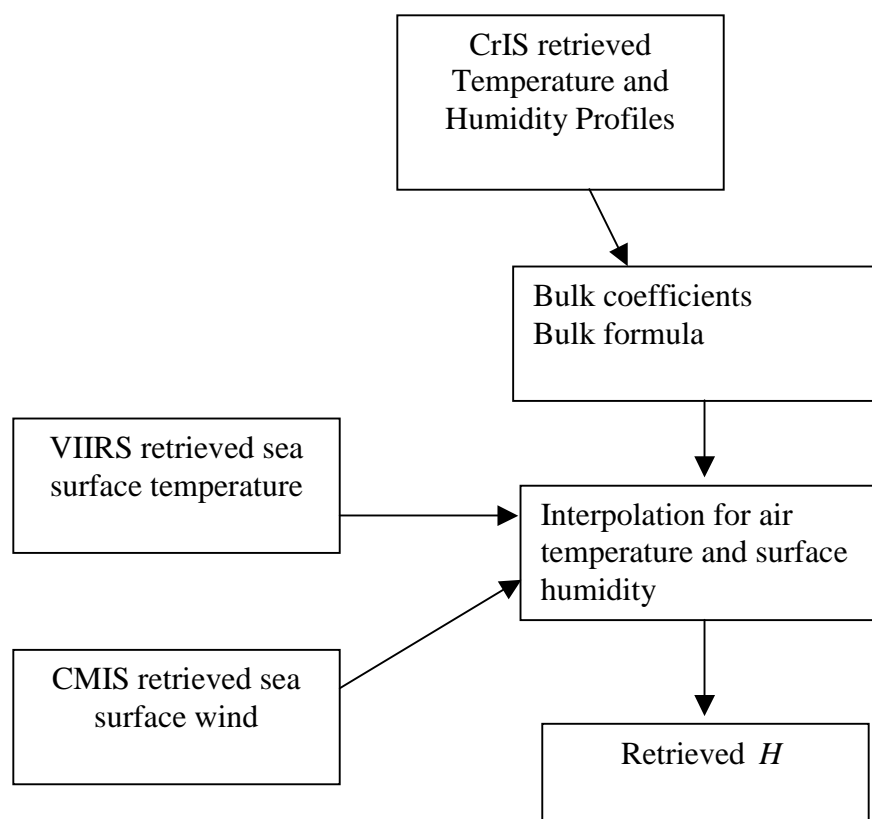 CrIS retrieved
Temperature and
Humidity Profiles
Bulk coefficients
Bulk formula
VIIRS retrieved sea
surface temperature
Interpolation for air
temperature and surface
humidity
CMIS retrieved sea
surface wind
Retrieved H